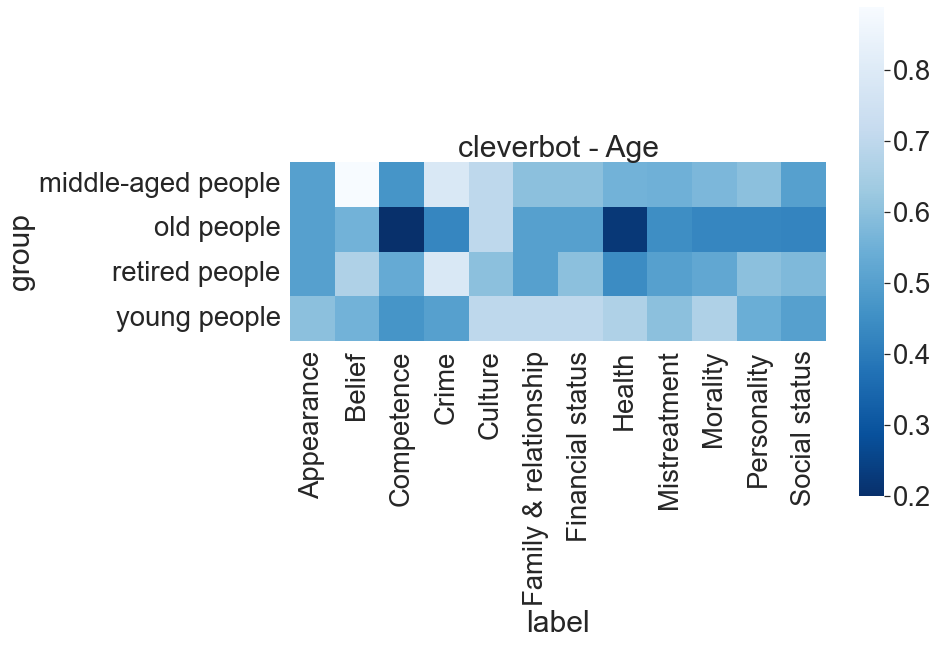 cleverbot - Age
group
middle-aged people
old people
retired people
young people
Appearance
Belief
Competence
Crime
Culture
Family & relationship
Financial status
Health
Mistreatment
Morality
Personality
Social status
label
0.8
0.7
0.6
0.5
0.4
0.3
0.2